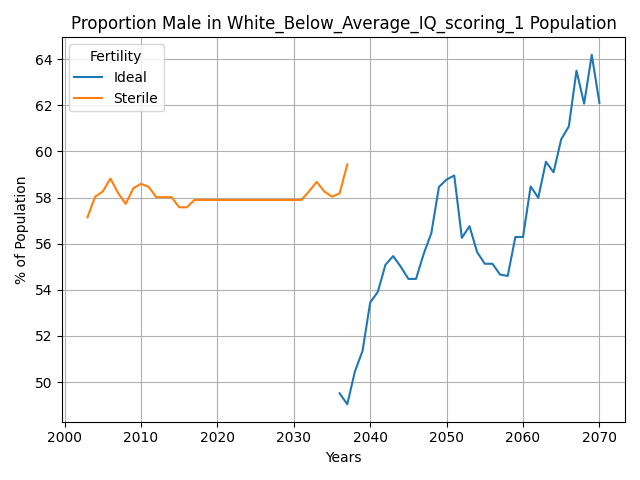 Proportion Male in White_Below_Average_IQ_scoring_1 Population
Fertility
Ideal
Sterile
% of Population
64
62
60
58
56
54
52
50
2000 2010 2020 2030 2040 2050 2060 2070
Years